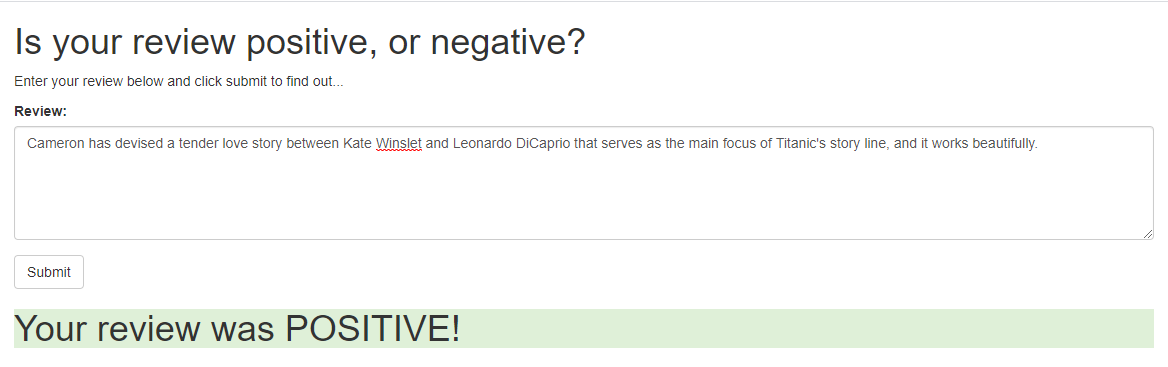 Is your review positive, or negative?
Enter your review below and click submit to find out...
Review:
Cameron has devised a tender love story between Kate Winslet and Leonardo DiCaprio that serves as the main focus of Titanic's story line, and it works beautifully.
Submit
Your review was POSITIVE!